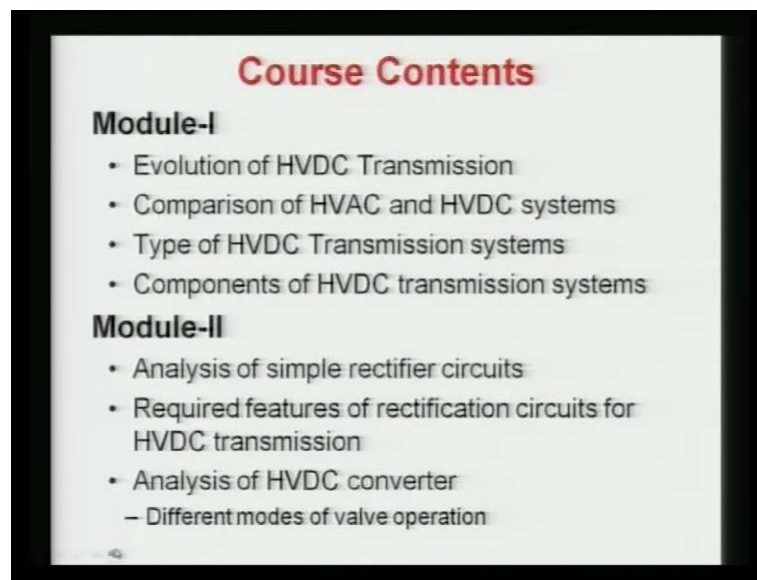 Course Contents
Module-I
• Evolution of HVDC Transmission
• Comparison of HVAC and HVDC systems
• Type of HVDC Transmission systems
• Components of HVDC transmission systems
Module-II
• Analysis of simple rectifier circuits
• Required features of rectification circuits for
HVDC transmission
• Analysis of HVDC converter
– Different modes of valve operation